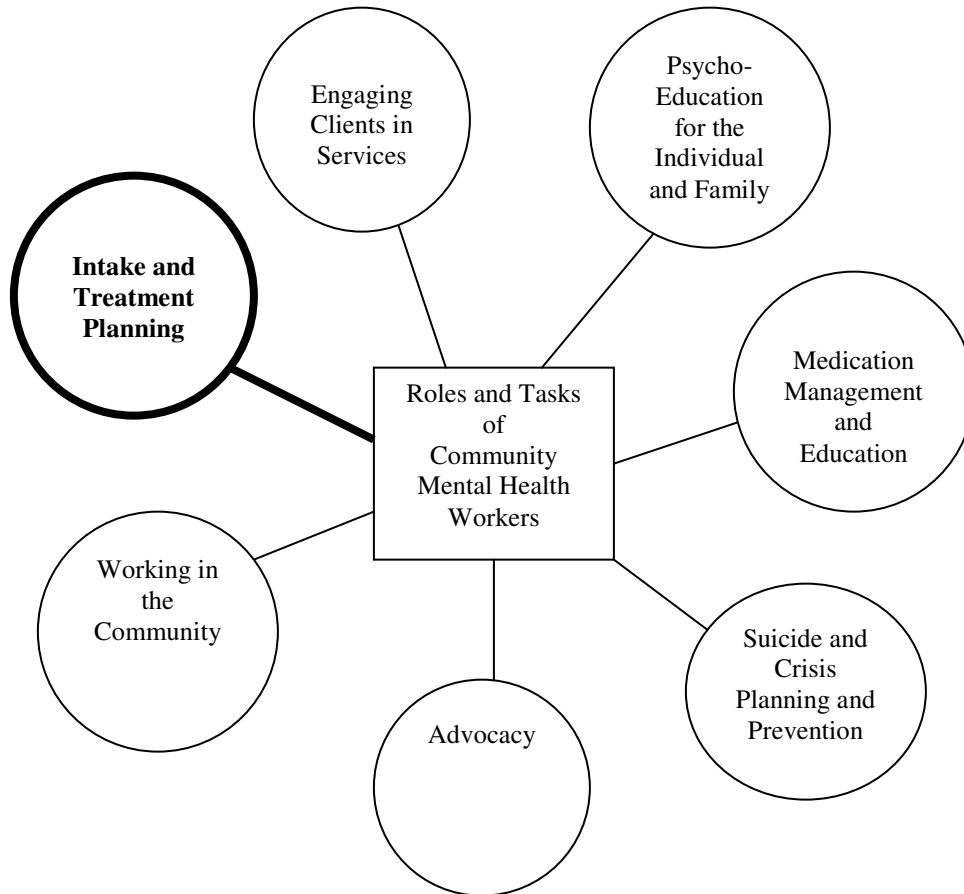 Engaging
Clients in
Services
Psycho-
Education
for the
Individual
and Family
Intake and
Treatment
Planning
Medication
Management
and
Education
Roles and Tasks
of
Community
Mental Health
Workers
Working in
the
Community
Suicide and
Crisis
Planning and
Prevention
Advocacy